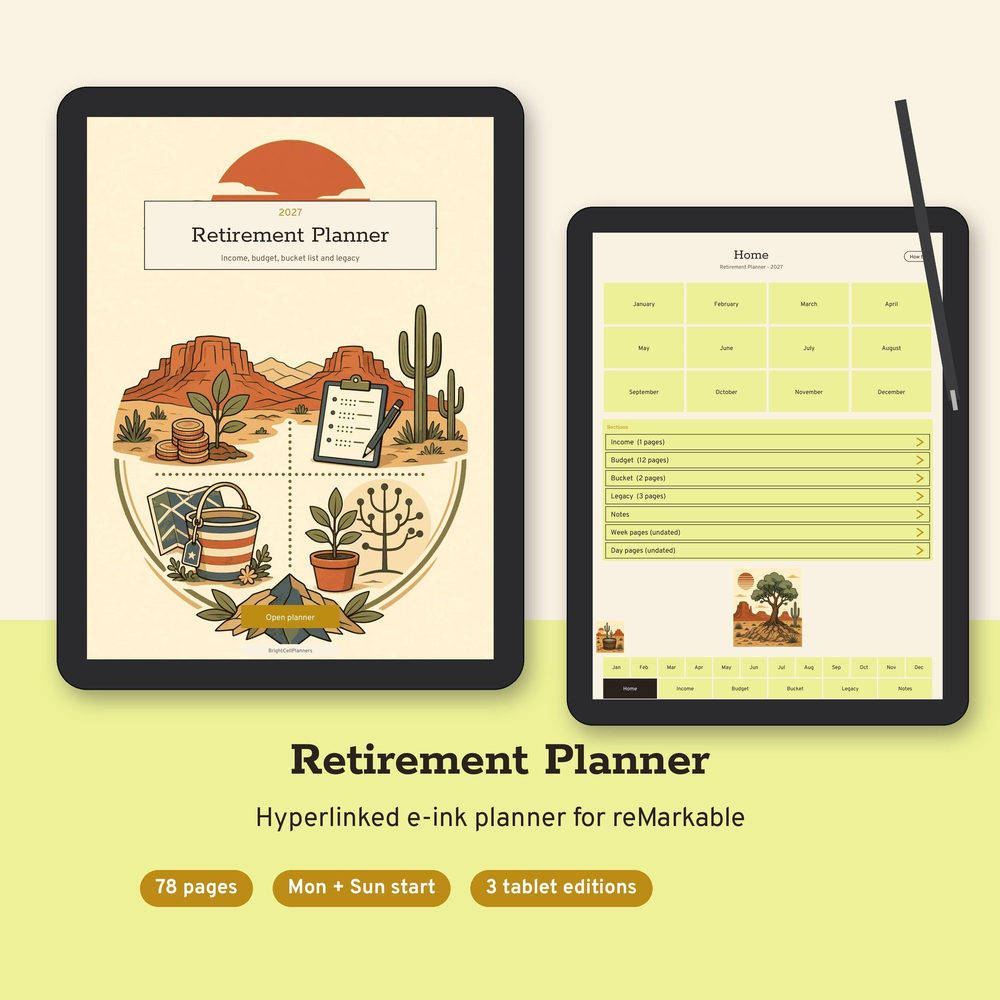 2027
Retirement Planner
Income, budget, bucket list and legacy
Open planner
BrightCellPlanners
Home
Retirement Planner - 2027
How
January
February
March
April
May
June
July
August
September
October
November
December
Sections
Income (1 pages)
Budget (12 pages)
Bucket (2 pages)
Legacy (3 pages)
Notes
Week pages (undated)
Day pages (undated)
Jan Feb Mar Apr May Jun Jul Aug Sep Oct Nov Dec
Home Income Budget Bucket Legacy Notes
Retirement Planner
Hyperlinked e-ink planner for reMarkable
78 pages
Mon + Sun start
3 tablet editions